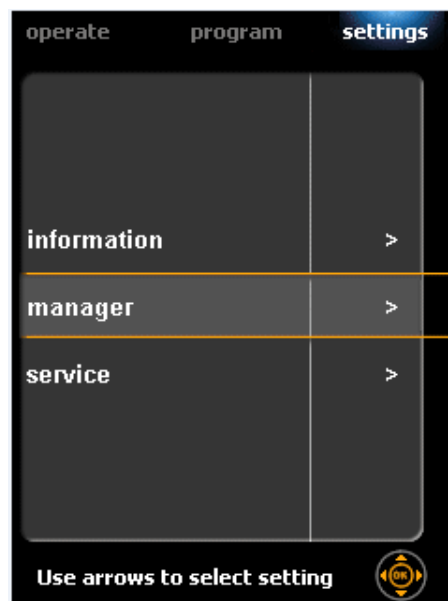 operate program settings
information >
manager >
service >
Use arrows to select setting OK